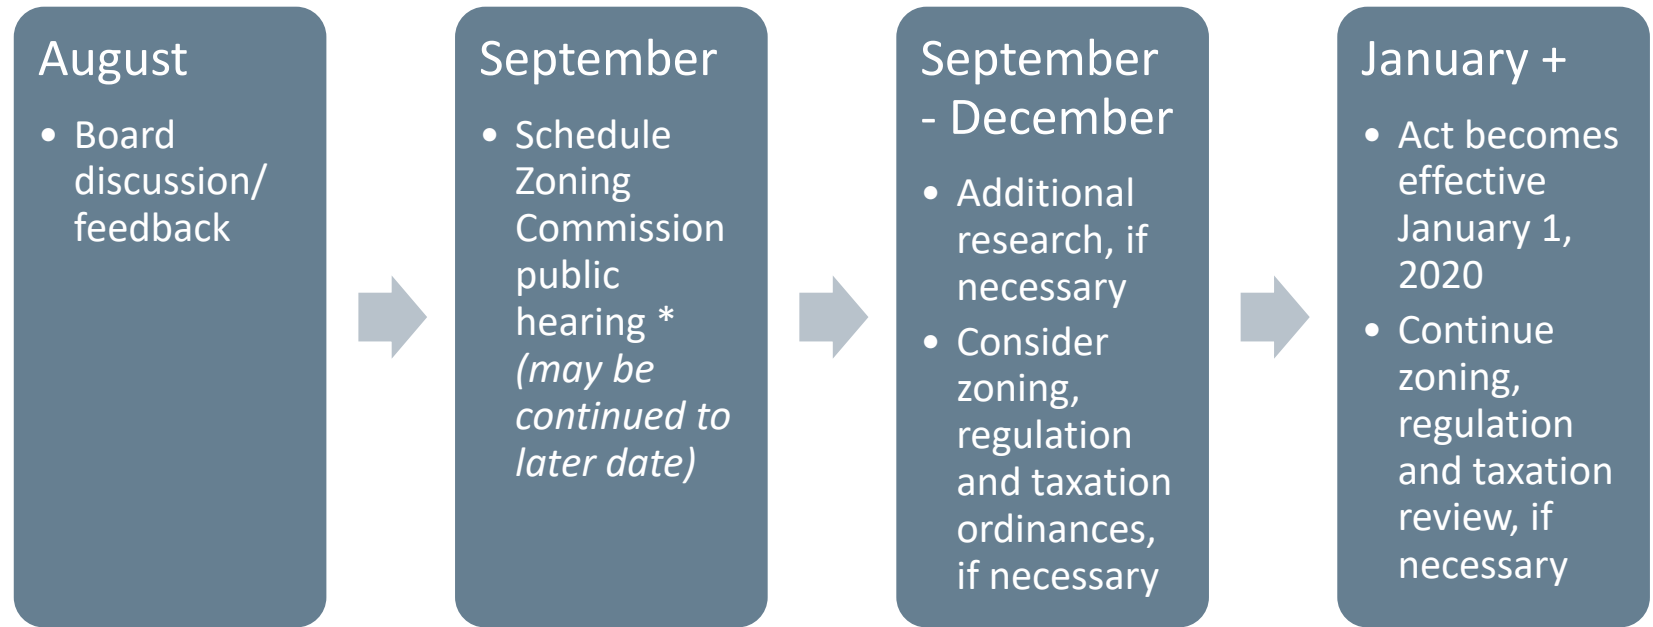 August
• Board
discussion/
feedback
September
• Schedule
Zoning
Commission
public
hearing *
(may be
continued to
later date)
September
- December
• Additional
research, if
necessary
• Consider
zoning,
regulation
and taxation
ordinances,
if necessary
January +
• Act becomes
effective
January 1,
2020
• Continue
zoning,
regulation
and taxation
review, if
necessary